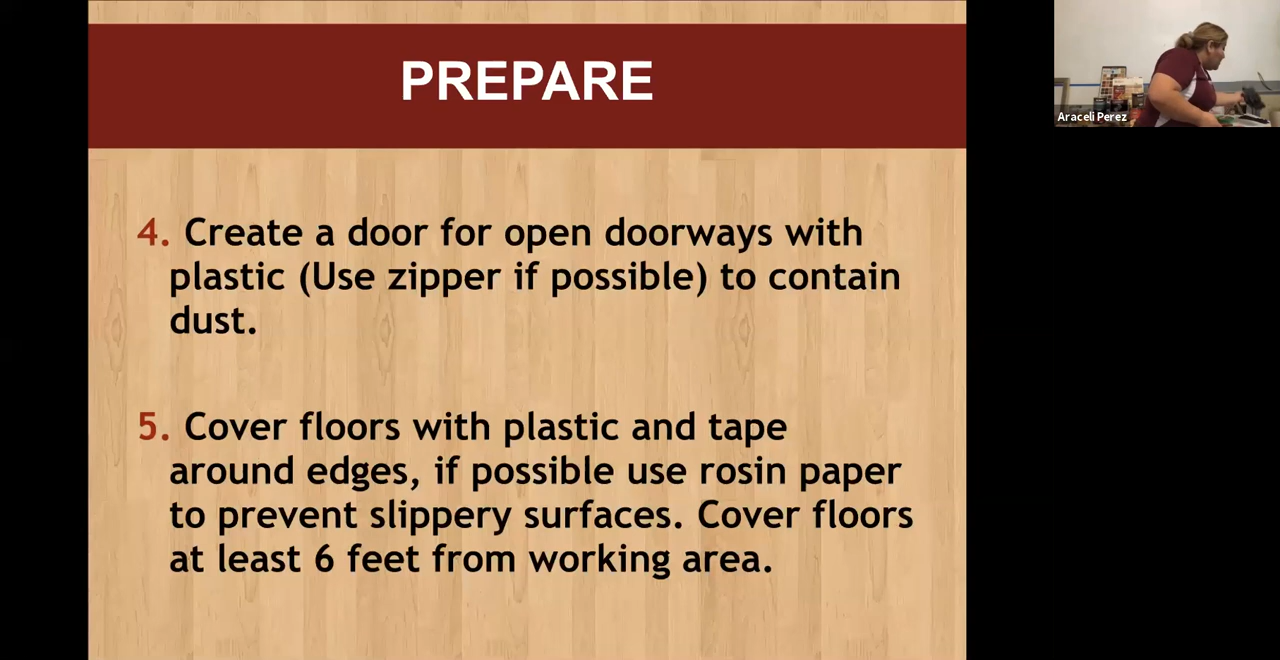 PREPARE
Araceli Perez
4. Create a door for open doorways with
plastic (Use zipper if possible) to contain
dust.
5. Cover floors with plastic and tape
around edges, if possible use rosin paper
to prevent slippery surfaces. Cover floors
at least 6 feet from working area.